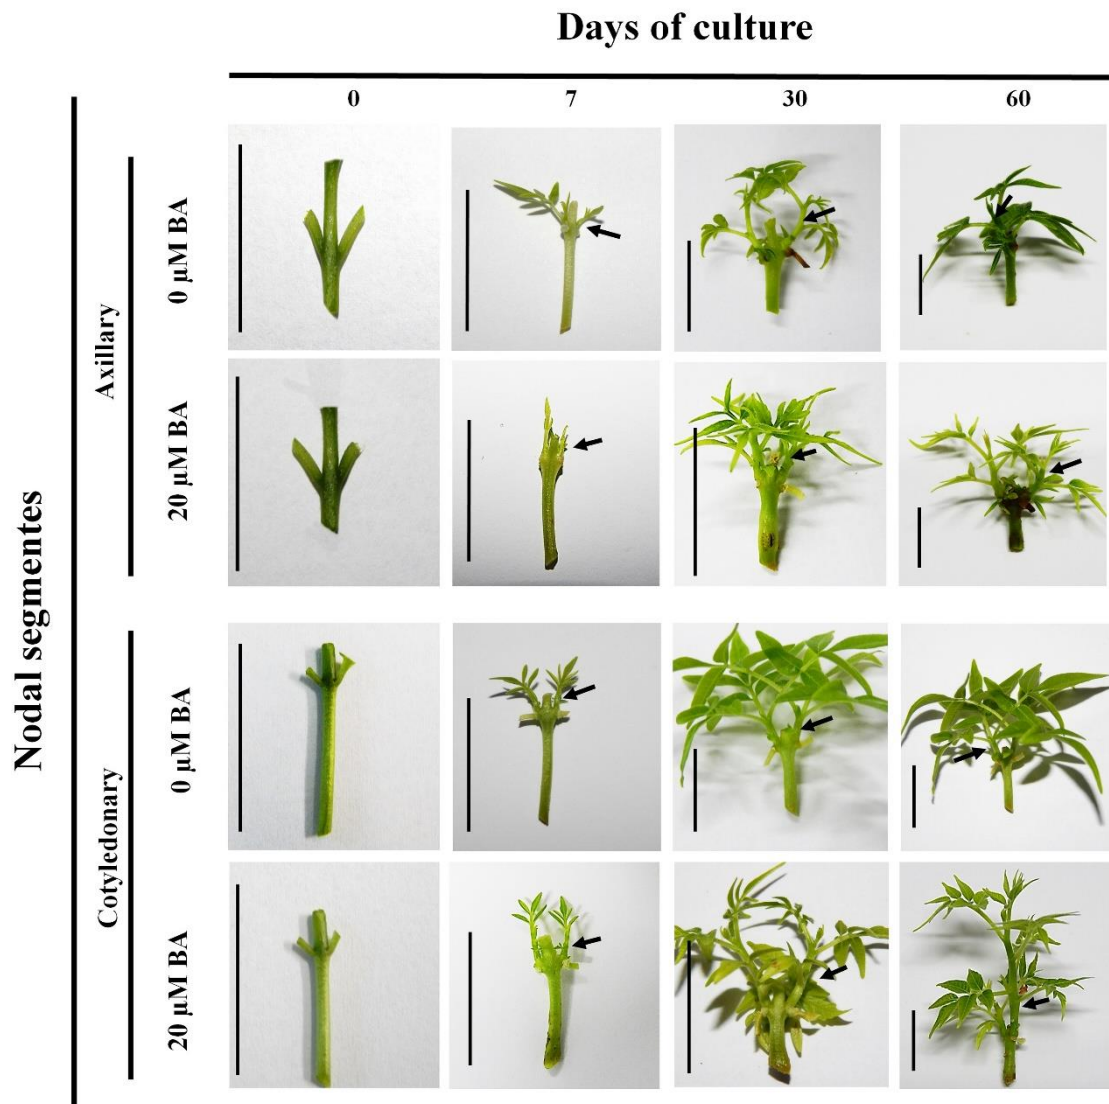 Days of culture
0 7 30 60
Nodal segmentes
Axillary
0 µM BA
20 µM BA
Cotyledonary
0 µM BA
20 µM BA